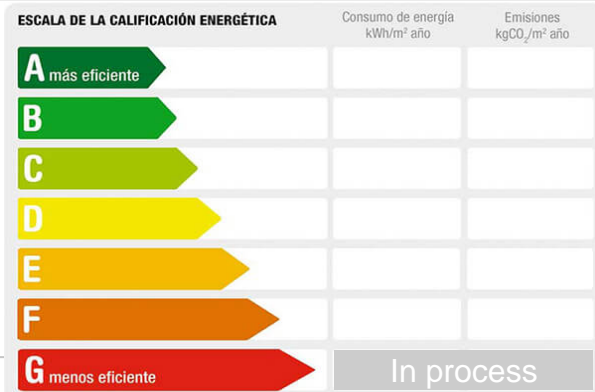 ESCALA DE LA CALIFICACIÓN ENERGÉTICA
Consumo de energía
kWh/m² año
Emisiones
kgCO₂/m² año
A más eficiente
B
C
D
E
F
G menos eficiente
In process